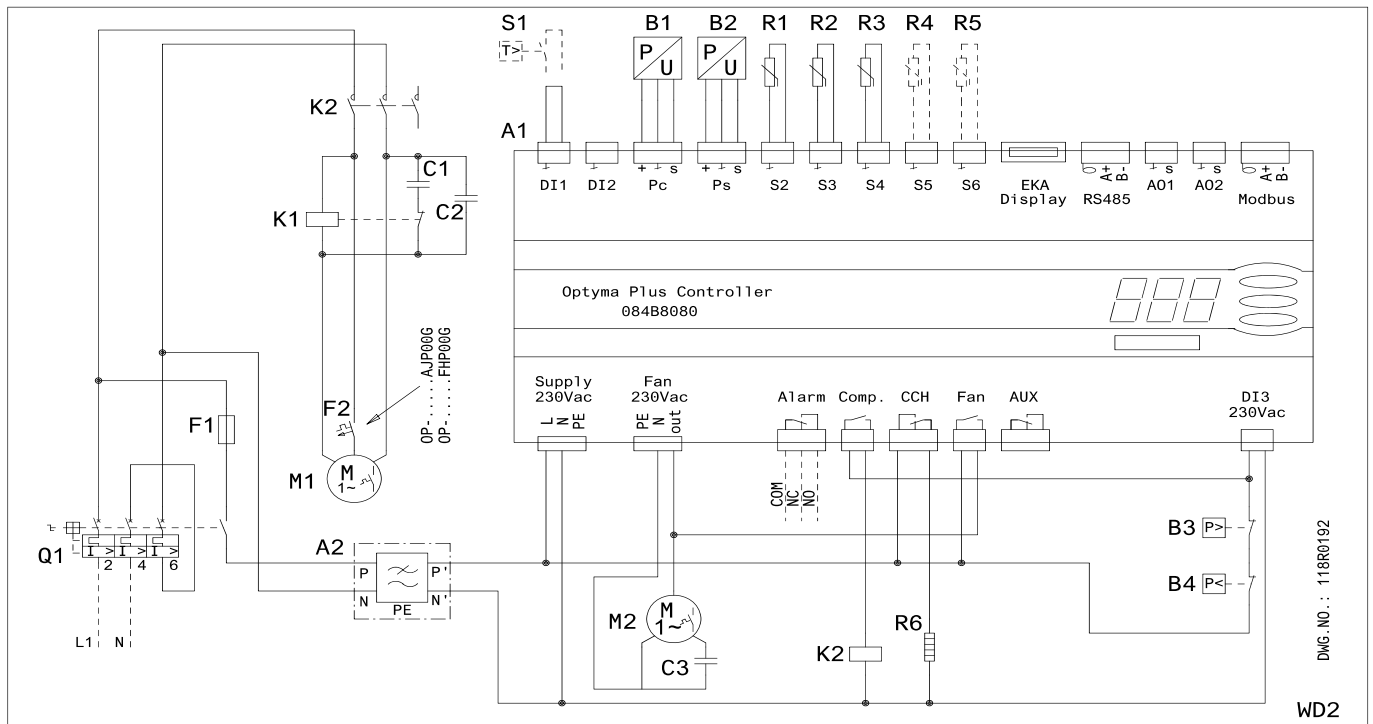 S1 B1 B2 R1 R2 R3 R4 R5
T> P U P U
K2
A1
+ s + s A+ B- s s A+ B-
DI1 DI2 Pc Ps S2 S3 S4 S5 S6 EKA Display RS485 AO1 AO2 Modbus
C1
C2
K1
Optyma Plus Controller
084B8080
OP-......AJP00G
OP-......FHP00G
Supply 230Vac
Fan 230Vac
Alarm Comp. CCH Fan AUX
DI3 230Vac
L N PE
PE N out
F1
F2
M1
M
1~
COM NC NO
Q1
I > I > I >
2 4 6
L1 N
A2
P P'
N N'
PE
M2
M
1~
C3
K2
R6
B3 P>
B4 P<
DWG.NO.: 118R0192
WD2